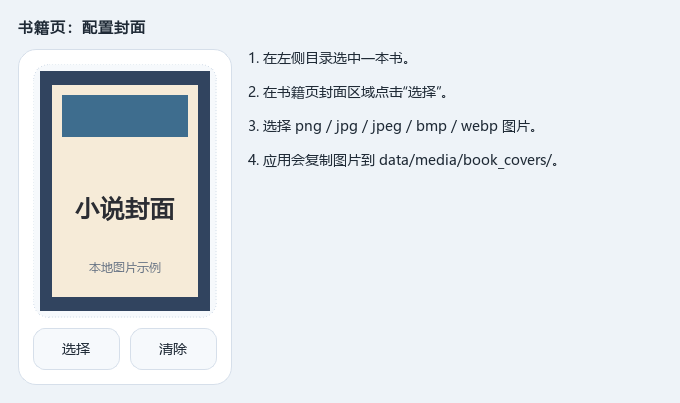 书籍页：配置封面
小说封面
本地图片示例
选择
清除
1. 在左侧目录选中一本书。
2. 在书籍页封面区域点击“选择”。
3. 选择 png / jpg / jpeg / bmp / webp 图片。
4. 应用会复制图片到 data/media/book_covers/。